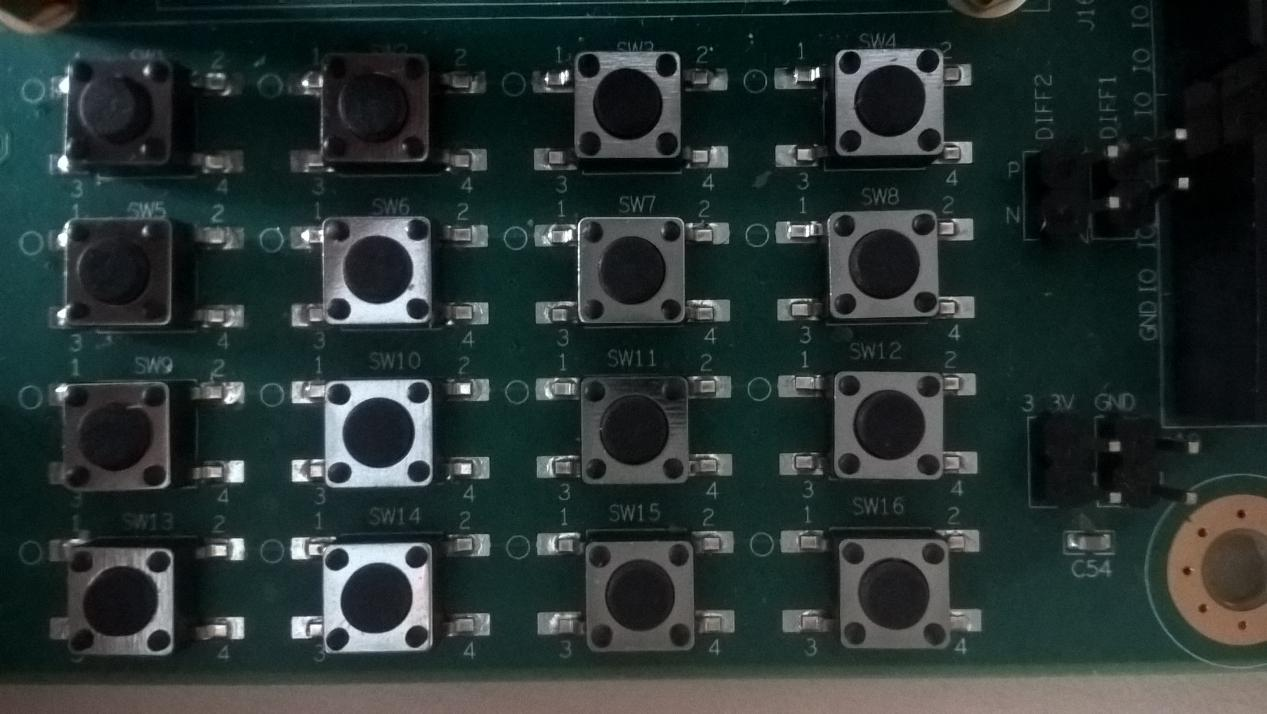 SW3 SW4
1 2 1 2 1 2 1 2
3 4 3 4 3 4 3 4
SW5 SW6 SW7 SW8
1 2 1 2 1 2 1 2
3 4 3 4 3 4 3 4
SW9 SW10 SW11 SW12
1 2 1 2 1 2 1 2
3 4 3 4 3 4 3 4
SW13 SW14 SW15 SW16
1 2 1 2 1 2 1 2
4 3 4 3 4 3 4
DIFF2
DIFF1
P
N
IO IO IO
GND IO IO
3 3V GND
C54